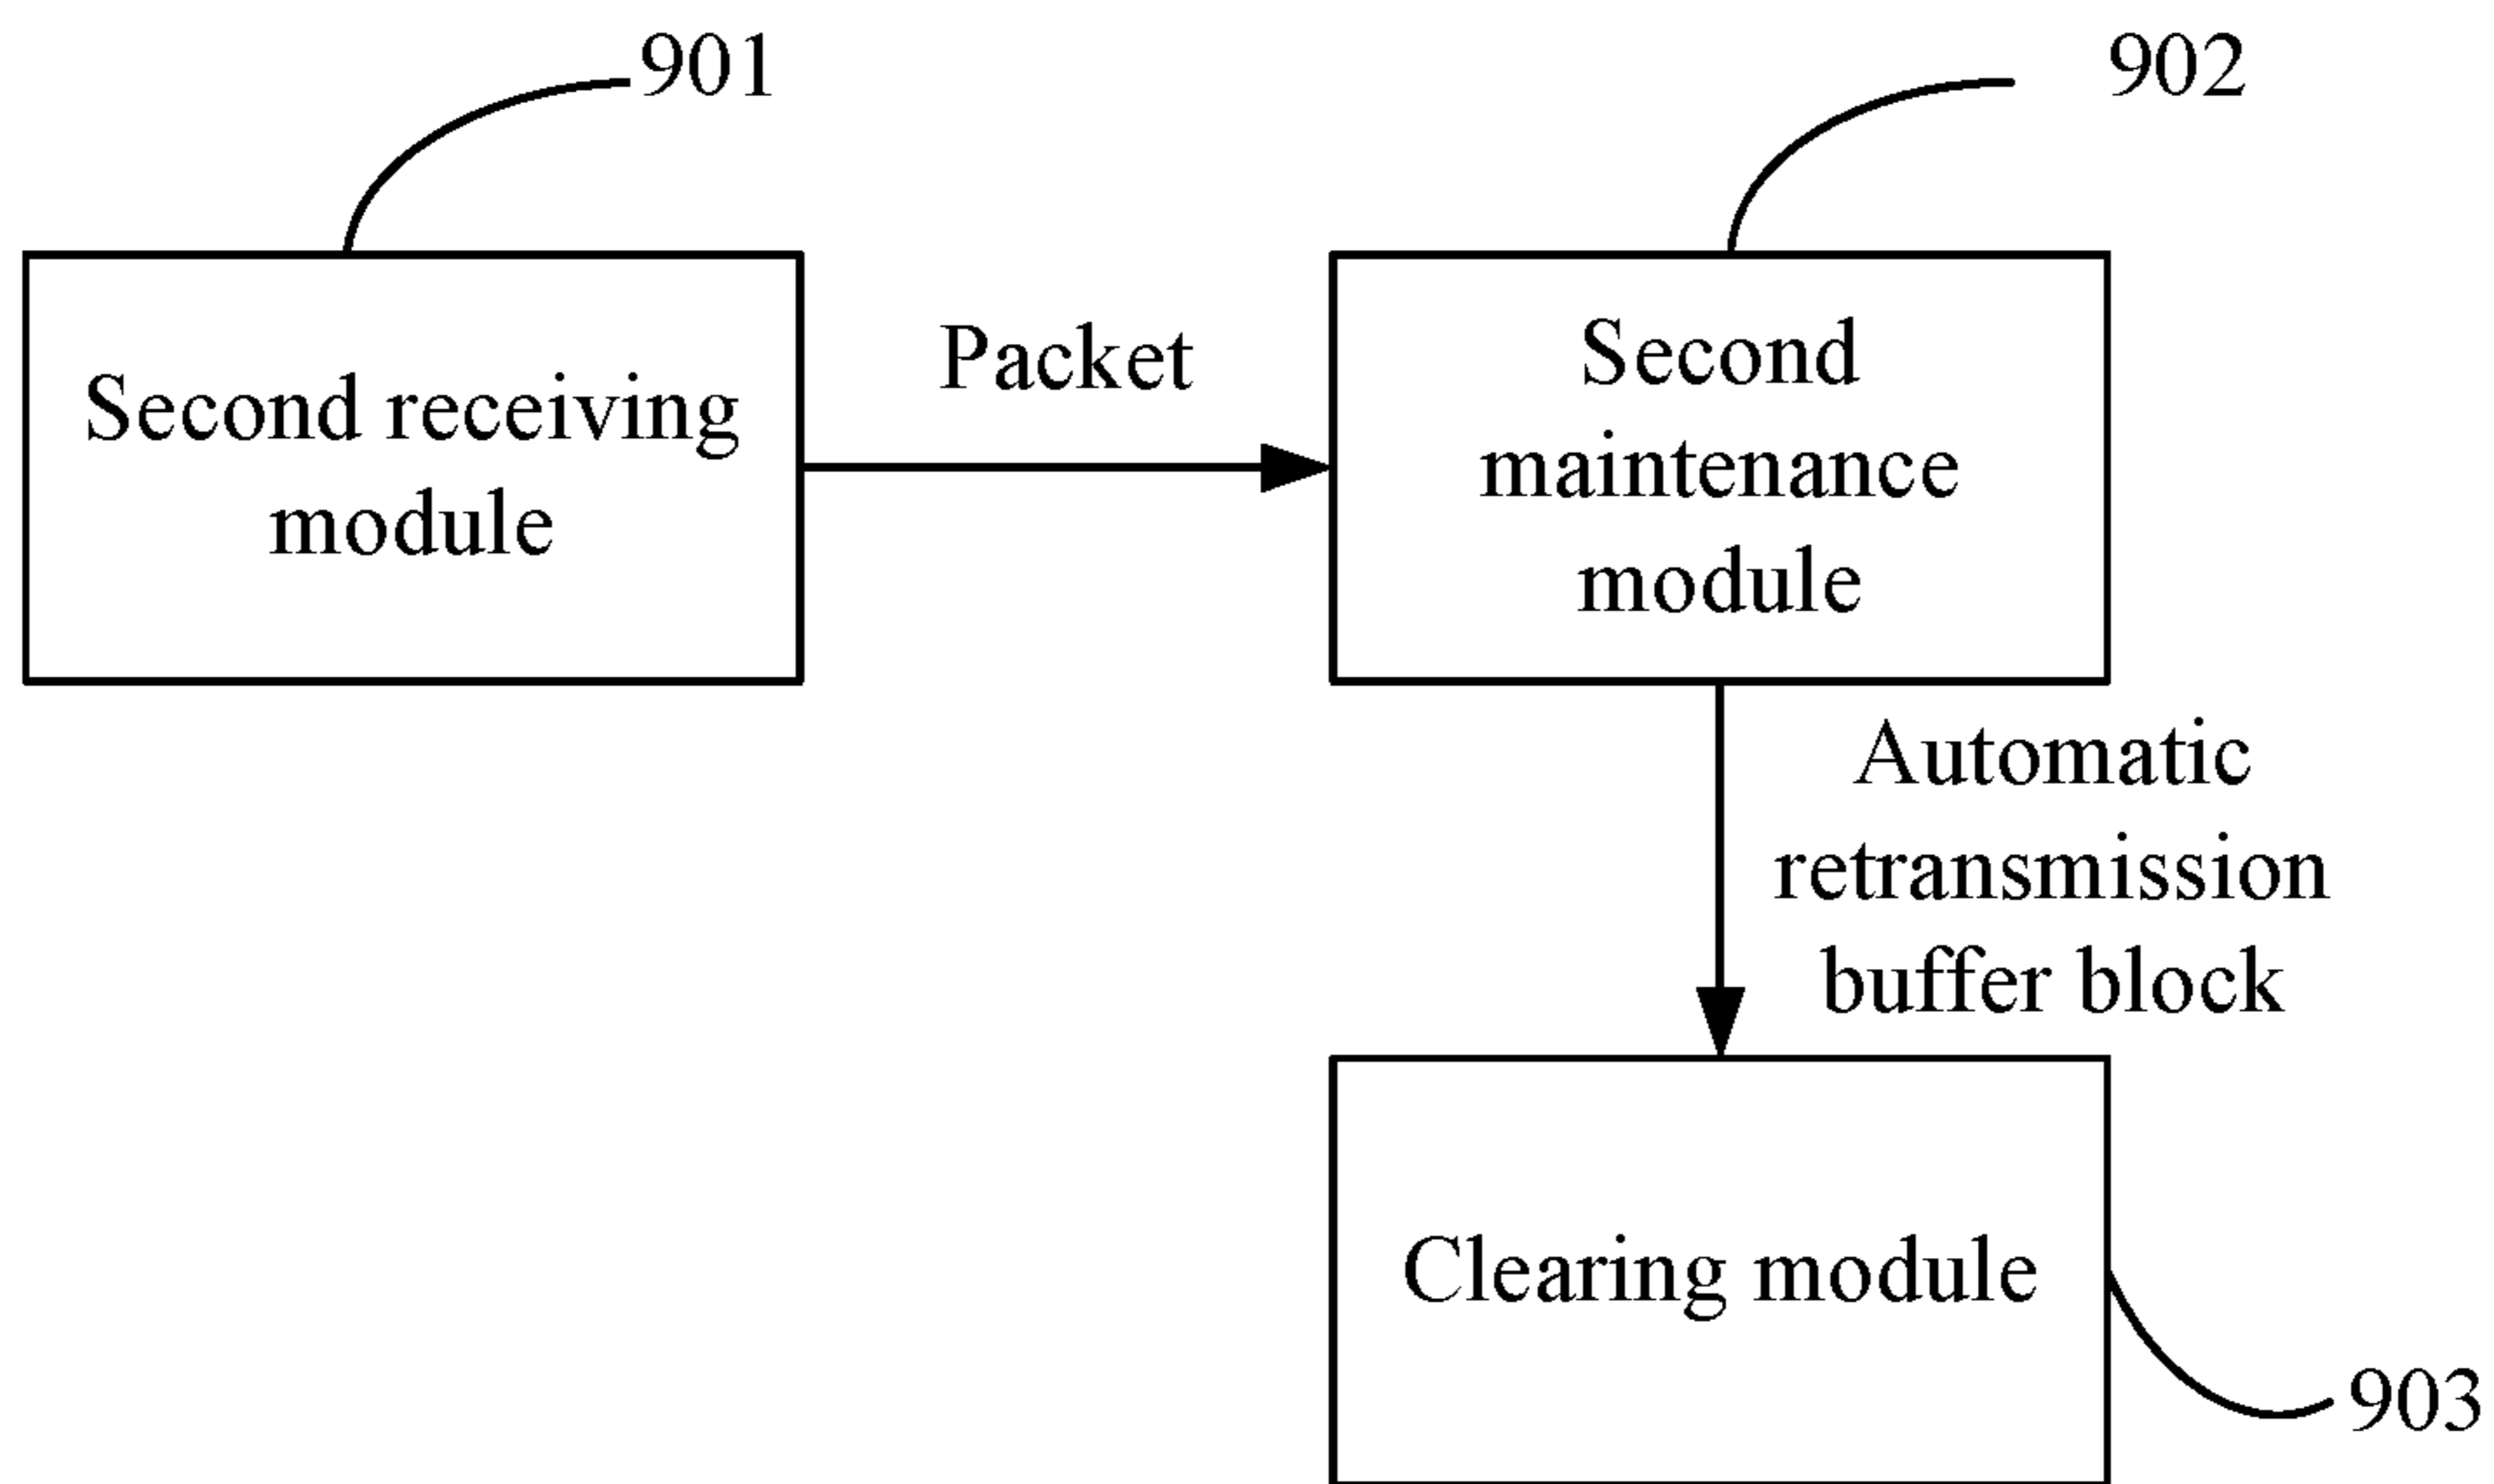 901
902
Second receiving
module
Packet
Second
maintenance
module
Automatic
retransmission
buffer block
Clearing module
903